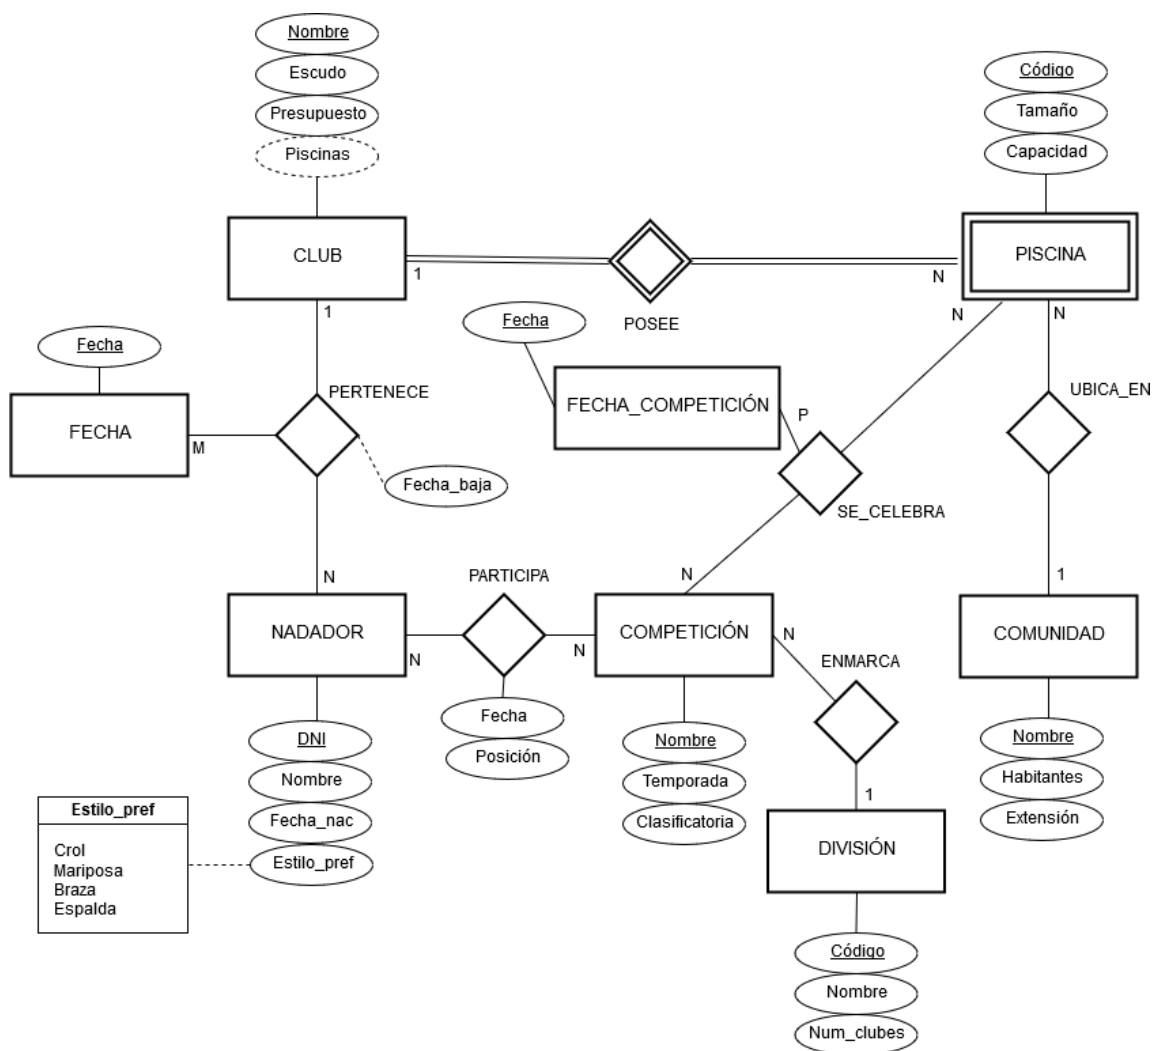 Nombre
Escudo
Presupuesto
Piscinas
Código
Tamaño
Capacidad
CLUB
1
N
PISCINA
POSEE
1
Fecha
N
N
Fecha
FECHA
M
PERTENECE
Fecha_baja
FECHA_COMPETICIÓN
P
SE_CELEBRA
UBICA_EN
N
PARTICIPA
N
1
NADADOR
N
N
COMPETICIÓN
N
ENMARCA
COMUNIDAD
Fecha
Posición
DNI
Nombre
Fecha_nac
Estilo_pref
Nombre
Temporada
Clasificatoria
1
Nombre
Habitantes
Extensión
Estilo_pref
Crol
Mariposa
Braza
Espalda
DIVISIÓN
Código
Nombre
Num_clubes